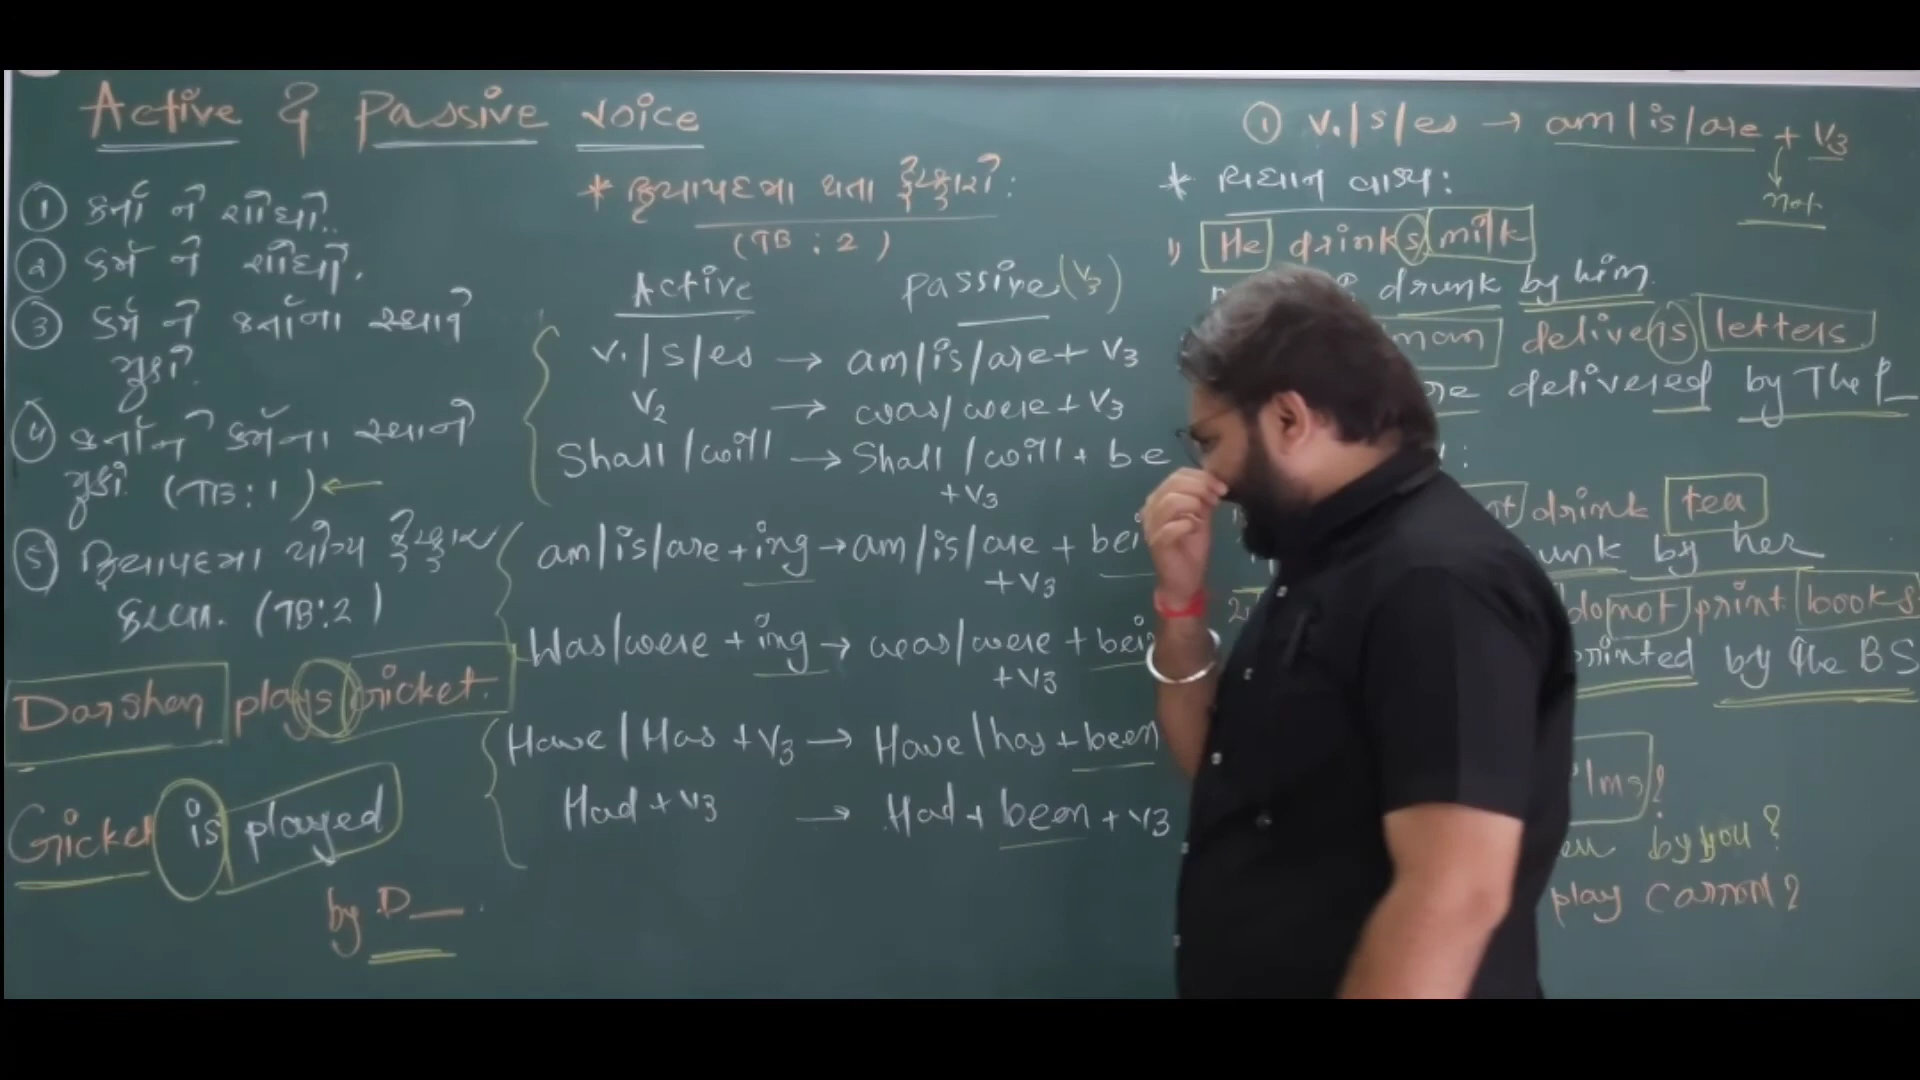 Active & Passive voice
① કર્તા ને શોધો.
② કર્મ ને શોધો.
③ કર્મ ને કર્તાના સ્થાને
મુકો.
④ કર્તાને કર્મના સ્થાને
મુકો (TB:1) ←
⑤ ક્રિયાપદમા યોગ્ય ફેરફાર
કરવા. (TB:2)
Darshan plays cricket.
Cricket is played
by D__.
* ક્રિયાપદમા થતા ફેરફારો:
(TB:2)
Active Passive (V3)
V1/s/es → am/is/are + V3
V2 → was/were + V3
Shall/will → Shall/will + be
+V3
am/is/are + ing → am/is/are +
+V3
Was/were + ing → was/were +
+V3
Have/Has + V3 → Have/has + been
Had + V3 → Had + been + V3
① V1/s/es → am/is/are + V3
↓
not
* વાક્ય:
1) He drinks milk
drunk by him.
delivers letters.
delivered by The P__
drink tea
by her
do not print books
printed by the BS
by you?
play carrom?